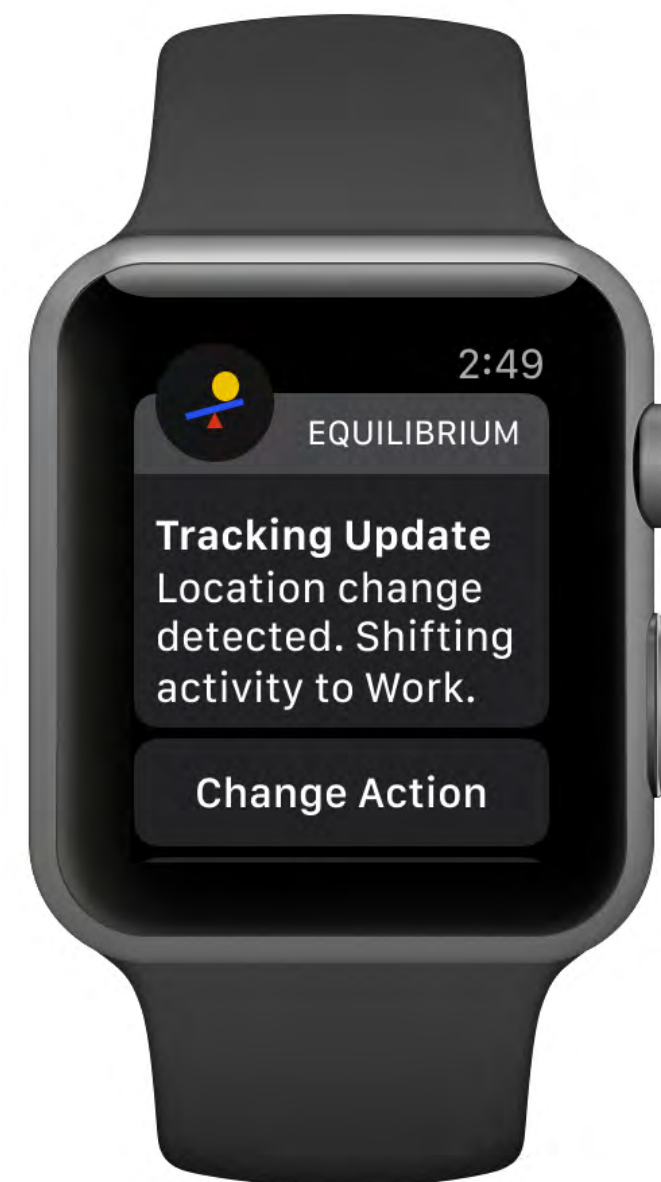 2:49
EQUILIBRIUM
Tracking Update
Location change
detected. Shifting
activity to Work.
Change Action